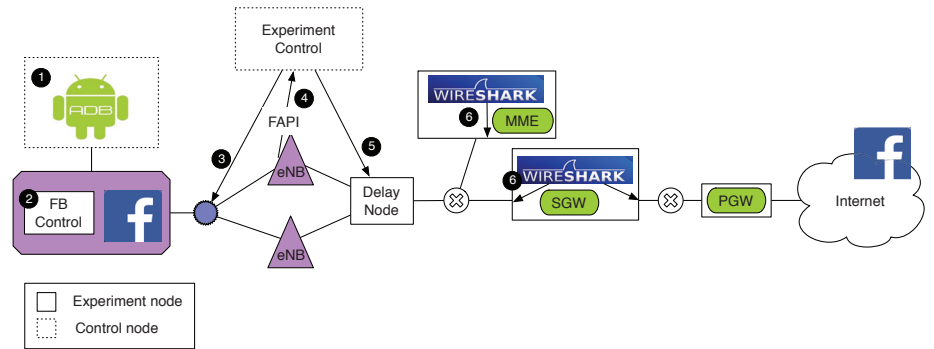 Experiment
Control
1
ADB
4
FAPI
WIRESHARK
6
MME
3
5
eNB
2
FB
Control
f
Delay
Node
6
WIRESHARK
SGW
PGW
f
Internet
eNB
Experiment node
Control node